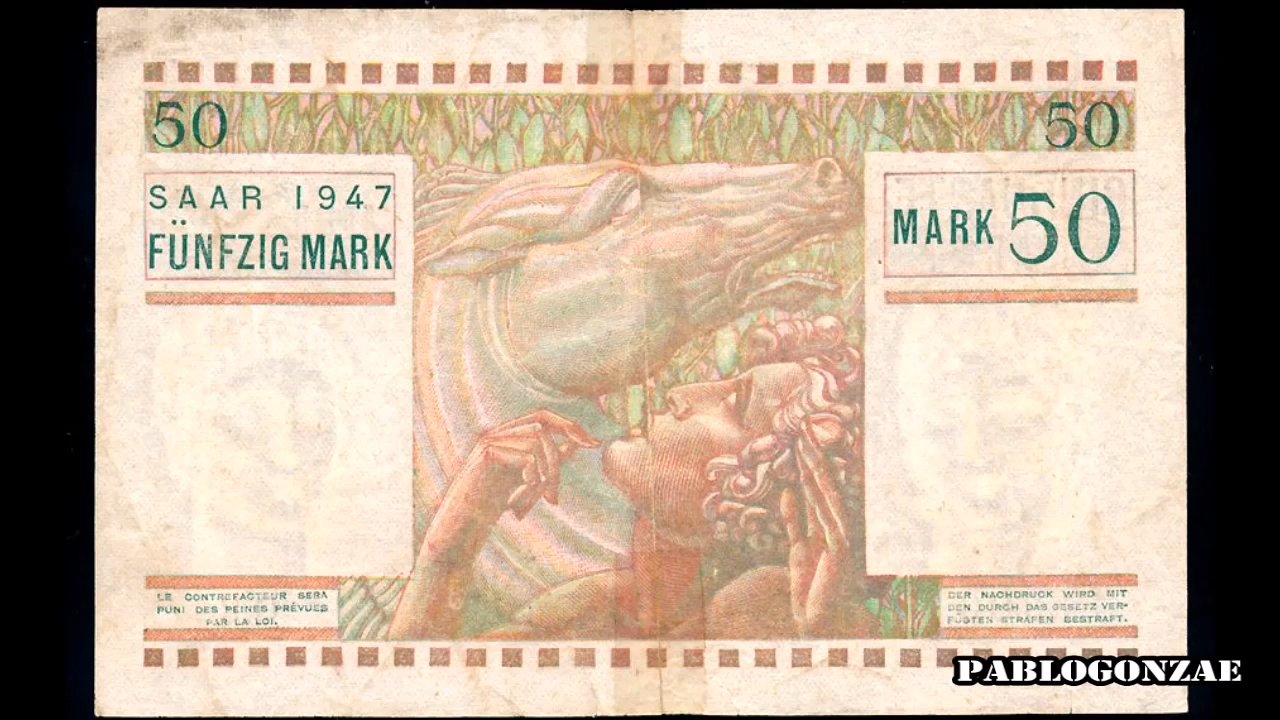 50
50
SAAR 1947
FÜNFZIG MARK
MARK 50
LE CONTREFACTEUR SERA
PUNI DES PEINES PRÉVUES
PAR LA LOI.
DER NACHDRUCK WIRD MIT
DEN DURCH DAS GESETZ VER-
FÜGTEN STRAFEN BESTRAFT.
PABLOGONZAE